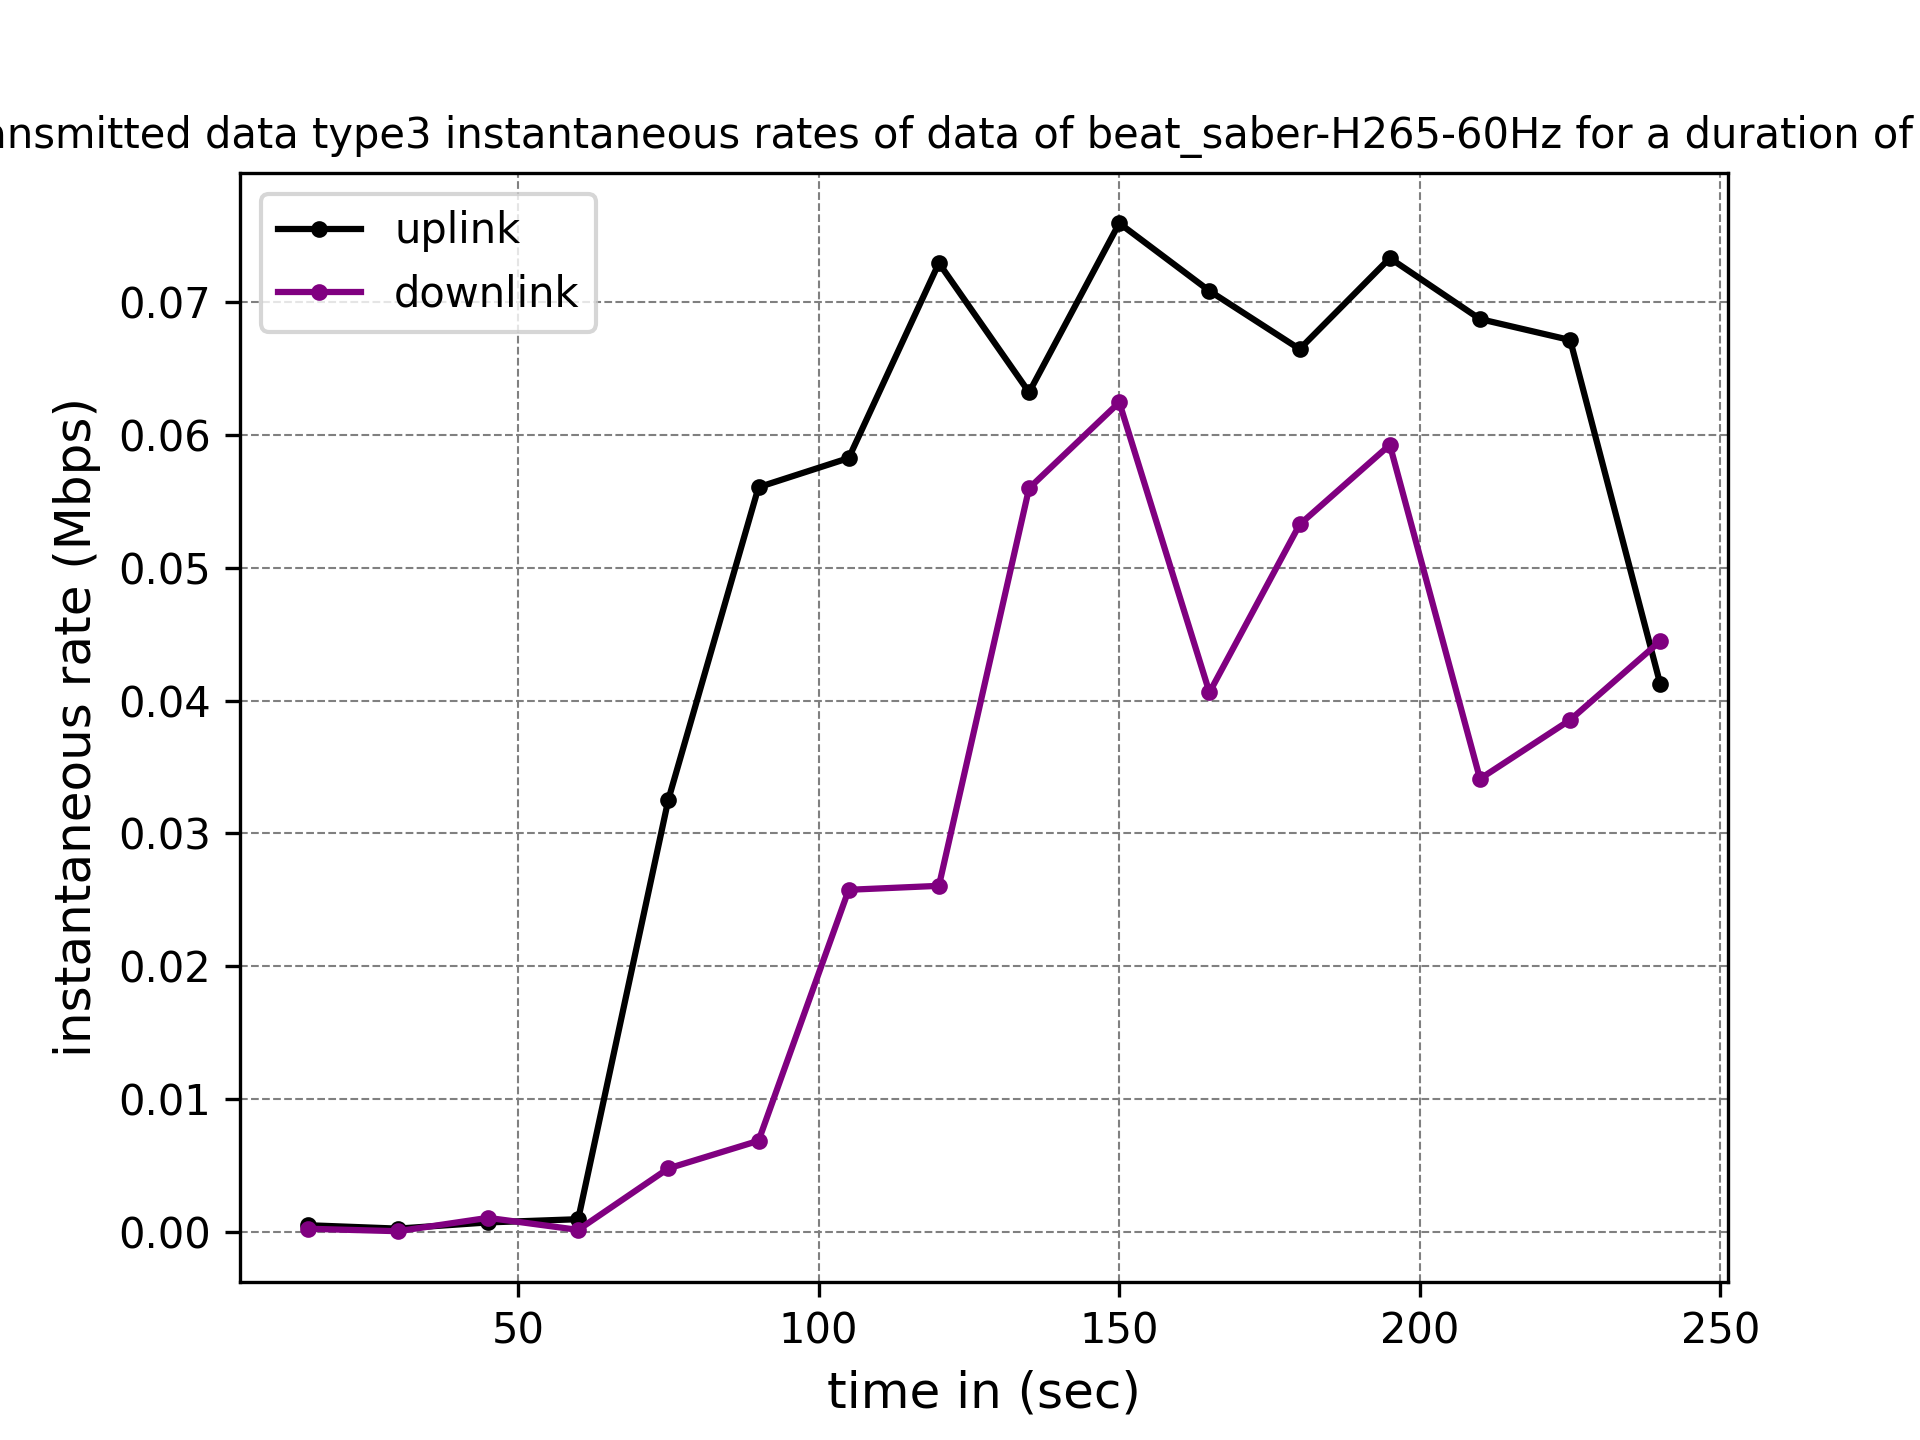 data type3 instantaneous rates of data of beat_saber-H265-60Hz for a duration of
uplink
downlink
0.07
0.06
0.05
0.04
0.03
0.02
0.01
0.00
instantaneous rate (Mbps)
50 100 150 200 250
time in (sec)